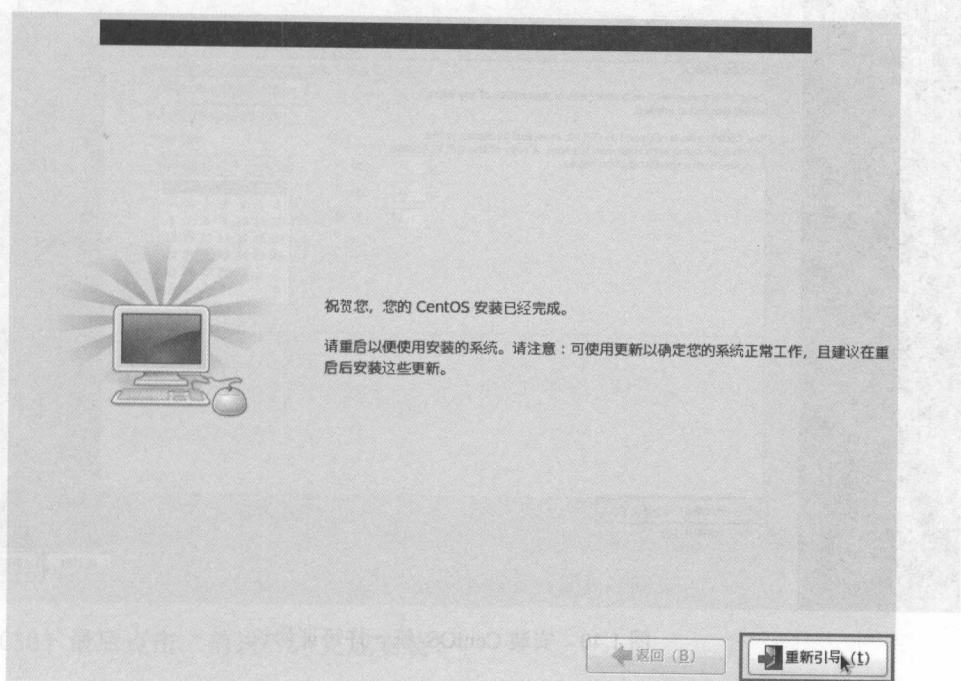 祝贺您，您的 CentOS 安装已经完成。
请重启以便使用安装的系统。请注意：可使用更新以确定您的系统正常工作，且建议在重
启后安装这些更新。
返回（B）
重新引导（t）